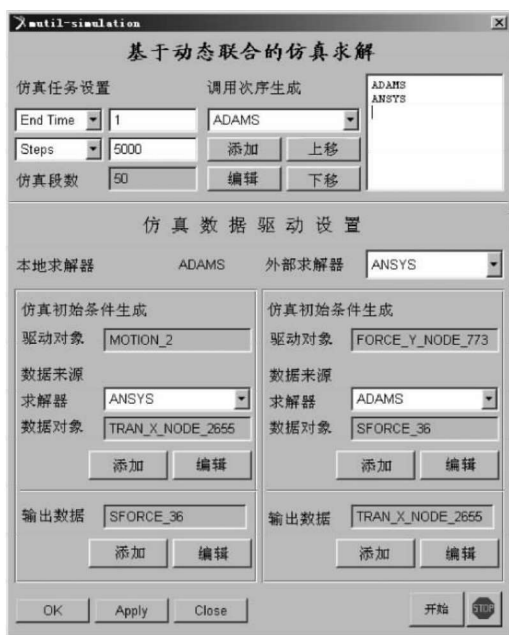 mutil-simulation
基于动态联合的仿真求解
仿真任务设置
调用次序生成
ADAMS
ANSYS
End Time
1
ADAMS
Steps
5000
添加
上移
仿真段数
50
编辑
下移
仿真数据驱动设置
本地求解器
ADAMS
外部求解器
ANSYS
仿真初始条件生成
驱动对象
MOTION_2
数据来源
求解器
ANSYS
数据对象
TRAN_X_NODE_2655
添加
编辑
输出数据
SFORCE_36
添加
编辑
仿真初始条件生成
驱动对象
FORCE_Y_NODE_773
数据来源
求解器
ADAMS
数据对象
SFORCE_36
添加
编辑
输出数据
TRAN_X_NODE_2655
添加
编辑
OK
Apply
Close
开始
STOP